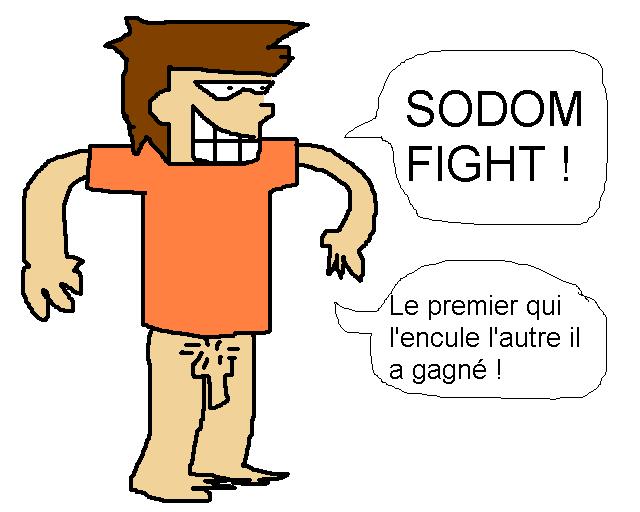 SODOM
FIGHT !
Le premier qui
l'encule l'autre il
a gagné !